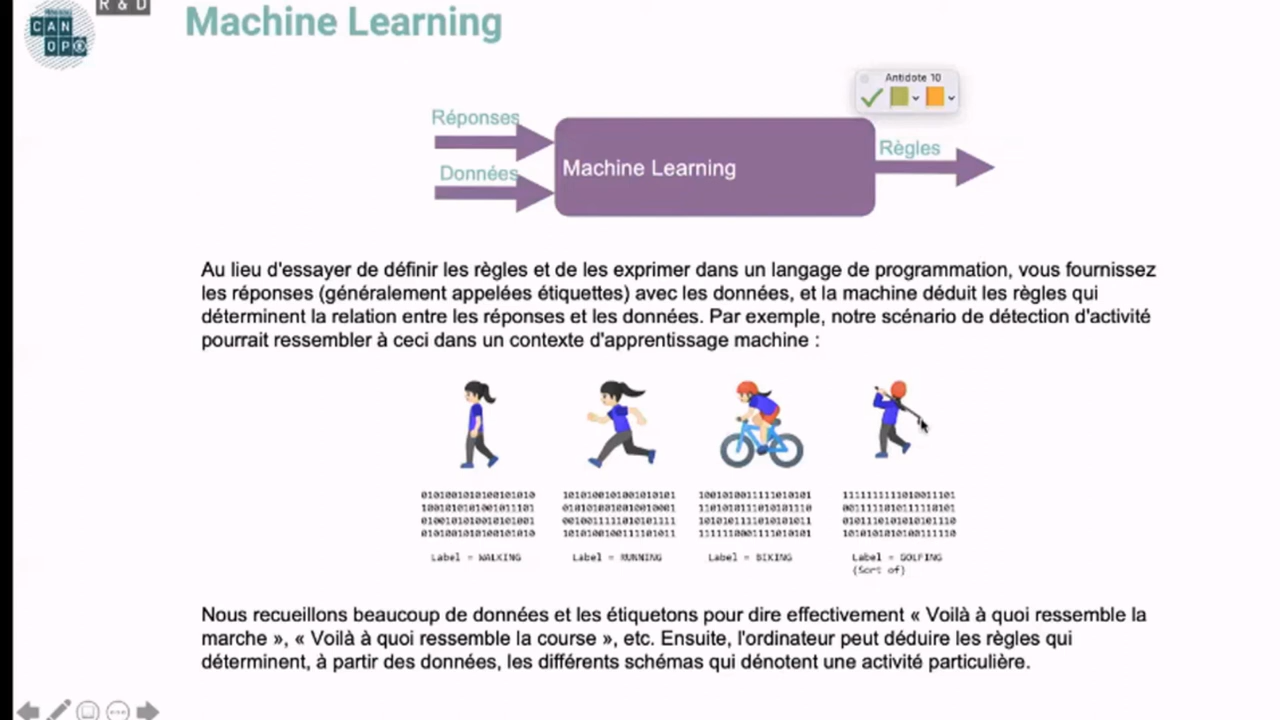 R & D
CAN
OPE
Machine Learning
Antidote 10
Réponses
Données
Machine Learning
Règles
Au lieu d'essayer de définir les règles et de les exprimer dans un langage de programmation, vous fournissez
les réponses (généralement appelées étiquettes) avec les données, et la machine déduit les règles qui
déterminent la relation entre les réponses et les données. Par exemple, notre scénario de détection d'activité
pourrait ressembler à ceci dans un contexte d'apprentissage machine :
Label = WALKING
Label = RUNNING
Label = BIKING
Label = GOLFING
(Sort of)
Nous recueillons beaucoup de données et les étiquetons pour dire effectivement « Voilà à quoi ressemble la
marche », « Voilà à quoi ressemble la course », etc. Ensuite, l'ordinateur peut déduire les règles qui
déterminent, à partir des données, les différents schémas qui dénotent une activité particulière.